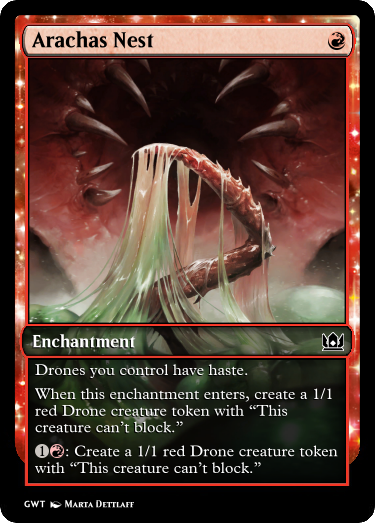 Arachas Nest
Enchantment
Drones you control have haste.
When this enchantment enters, create a 1/1
red Drone creature token with “This
creature can’t block.”
1: Create a 1/1 red Drone creature token
with “This creature can’t block.”
GWT Marta Dettlaff